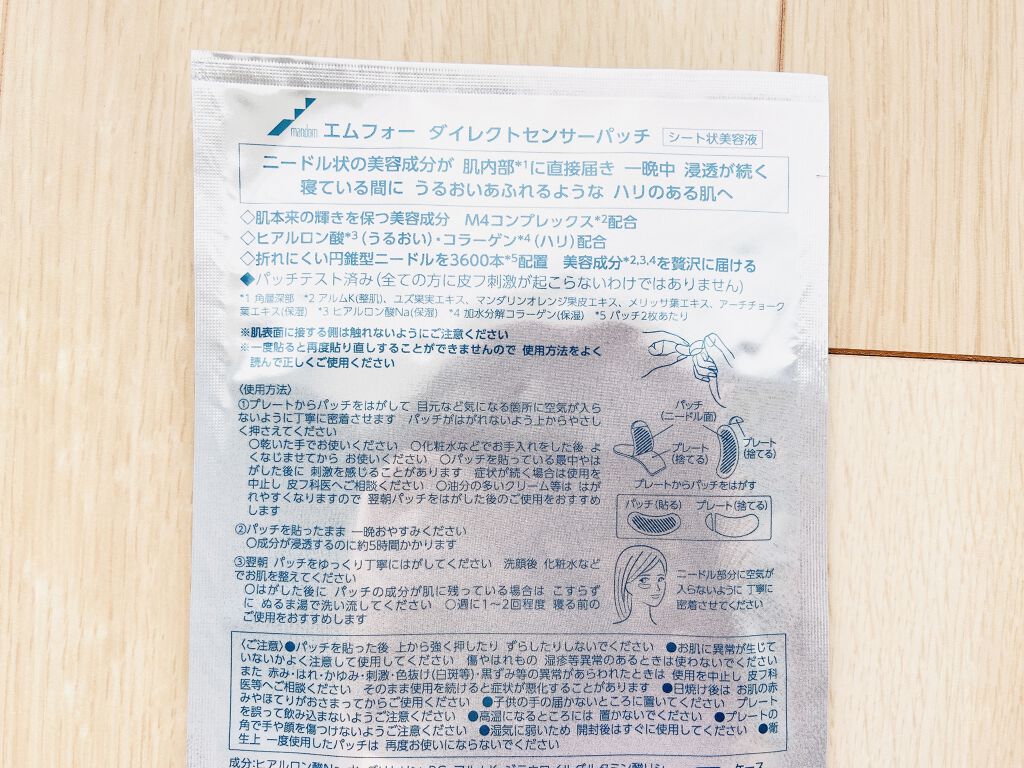 mandom エムフォー ダイレクトセンサーパッチ シート状美容液
ニードル状の美容成分が 肌内部*1に直接届き 一晩中 浸透が続く
寝ている間に うるおいあふれるような ハリのある肌へ
◇肌本来の輝きを保つ美容成分 M4コンプレックス*2配合
◇ヒアルロン酸*3(うるおい)・コラーゲン*4(ハリ)配合
◇折れにくい円錐型ニードルを3600本*5配置 美容成分*2,3,4を贅沢に届ける
◆パッチテスト済み(全ての方に皮フ刺激が起こらないわけではありません)
*1 角層深部 *2 アルムK(整肌)、ユズ果実エキス、マンダリンオレンジ果皮エキス、メリッサ葉エキス、アーチチョーク
葉エキス(保湿) *3 ヒアルロン酸Na(保湿) *4 加水分解コラーゲン(保湿) *5 パッチ2枚あたり
※肌表面に接する側は触れないようにご注意ください
※一度貼ると再度貼り直しすることができませんので 使用方法をよく
読んで正しくご使用ください
〈使用方法〉
①プレートからパッチをはがして 目元など気になる箇所に空気が入ら
ないように丁寧に密着させます パッチがはがれないよう上からやさし
く押さえてください
○乾いた手でお使いください ○化粧水などでお手入れをした後 よ
くなじませてから お使いください ○パッチを貼っている最中やは
がした後に 刺激を感じることがあります 症状が続く場合は使用を
中止し 皮フ科医へご相談ください ○油分の多いクリーム等は はが
れやすくなりますので 翌朝パッチをはがした後のご使用をおすすめ
します
パッチ
(ニードル面)
プレート
(捨てる)
プレート
(捨てる)
プレートからパッチをはがす
パッチ(貼る) プレート(捨てる)
②パッチを貼ったまま 一晩おやすみください
○成分が浸透するのに約5時間かかります
③翌朝 パッチをゆっくり丁寧にはがしてください 洗顔後 化粧水など
でお肌を整えてください
○はがした後に パッチの成分が肌に残っている場合は こすらず
に ぬるま湯で洗い流してください ○週に1〜2回程度 寝る前の
ご使用をおすすめします
ニードル部分に空気が
入らないように 丁寧に
密着させてください
〈ご注意〉●パッチを貼った後 上から強く押したり ずらしたりしないでください ●お肌に異常が生じて
いないかよく注意して使用してください 傷やはれもの 湿疹等異常のあるときは使わないでください
また 赤み・はれ・かゆみ・刺激・色抜け(白斑等)・黒ずみ等の異常があらわれたときは 使用を中止し 皮フ科
医等へご相談ください そのまま使用を続けると症状が悪化することがあります ●日焼け後は お肌の赤
みやほてりがおさまってからご使用ください ●子供の手の届かないところに置いてください プレート
を誤って飲み込まないようご注意ください ●高温になるところには 置かないでください ●プレートの
角で手や顔を傷つけないようご注意ください ●湿気に弱いため 開封後はすぐに使用してください ●衛
生上 一度使用したパッチは 再度お使いにならないでください
成分:ヒアルロン酸Na